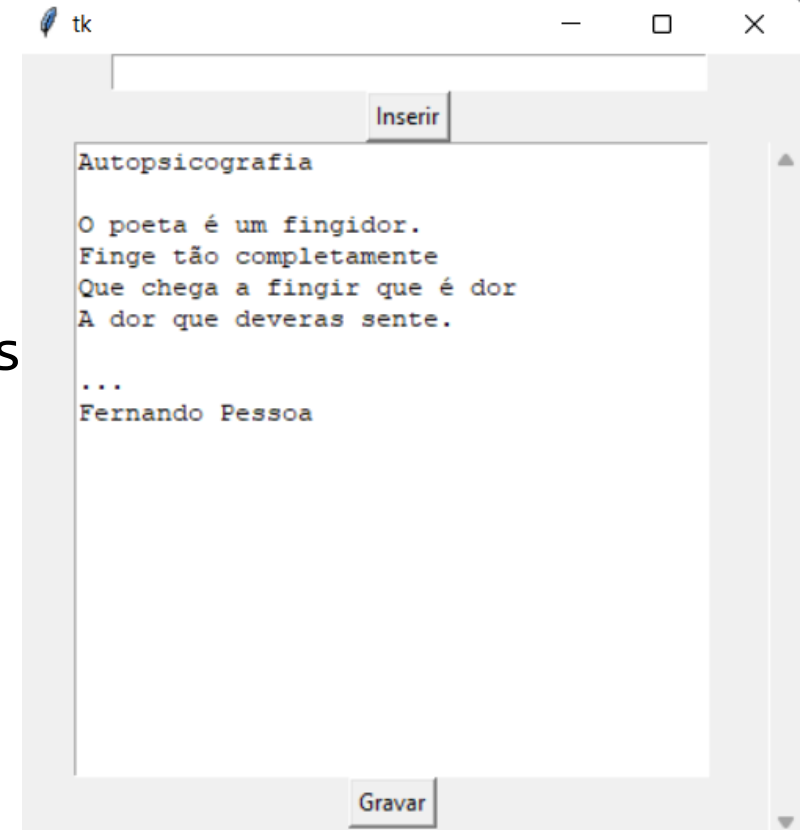 tk
Inserir
Autopsicografia
O poeta é um fingidor.
Finge tão completamente
Que chega a fingir que é dor
A dor que deveras sente.
s
...
Fernando Pessoa
Gravar